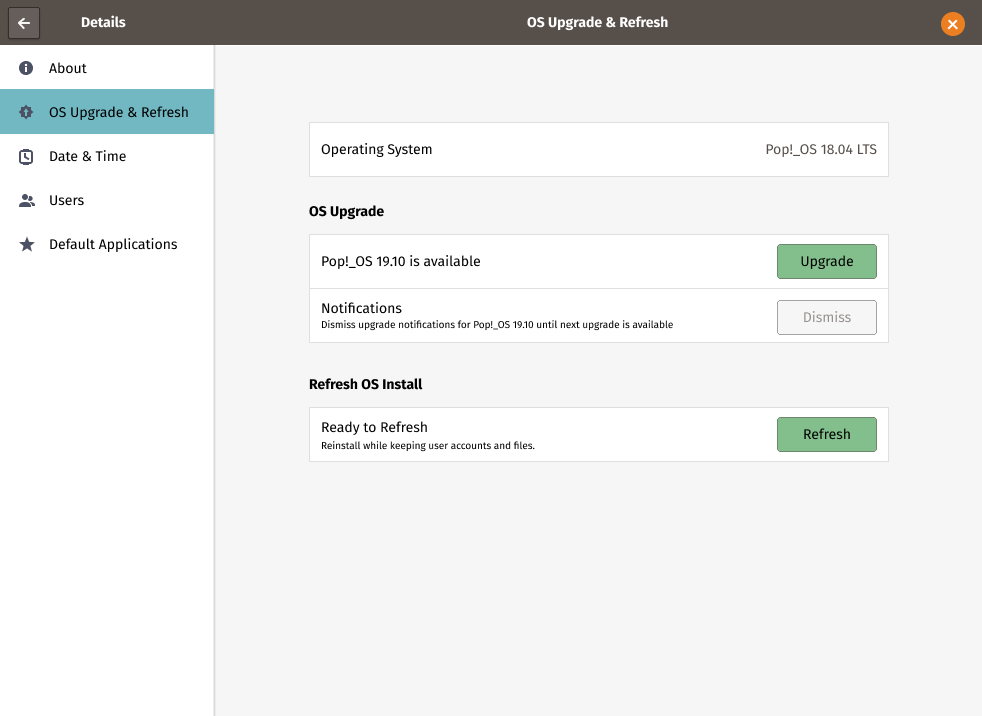 Details
OS Upgrade & Refresh
About
OS Upgrade & Refresh
Date & Time
Users
Default Applications
Operating System
Pop!_OS 18.04 LTS
OS Upgrade
Pop!_OS 19.10 is available
Upgrade
Notifications
Dismiss upgrade notifications for Pop!_OS 19.10 until next upgrade is available
Dismiss
Refresh OS Install
Ready to Refresh
Reinstall while keeping user accounts and files.
Refresh